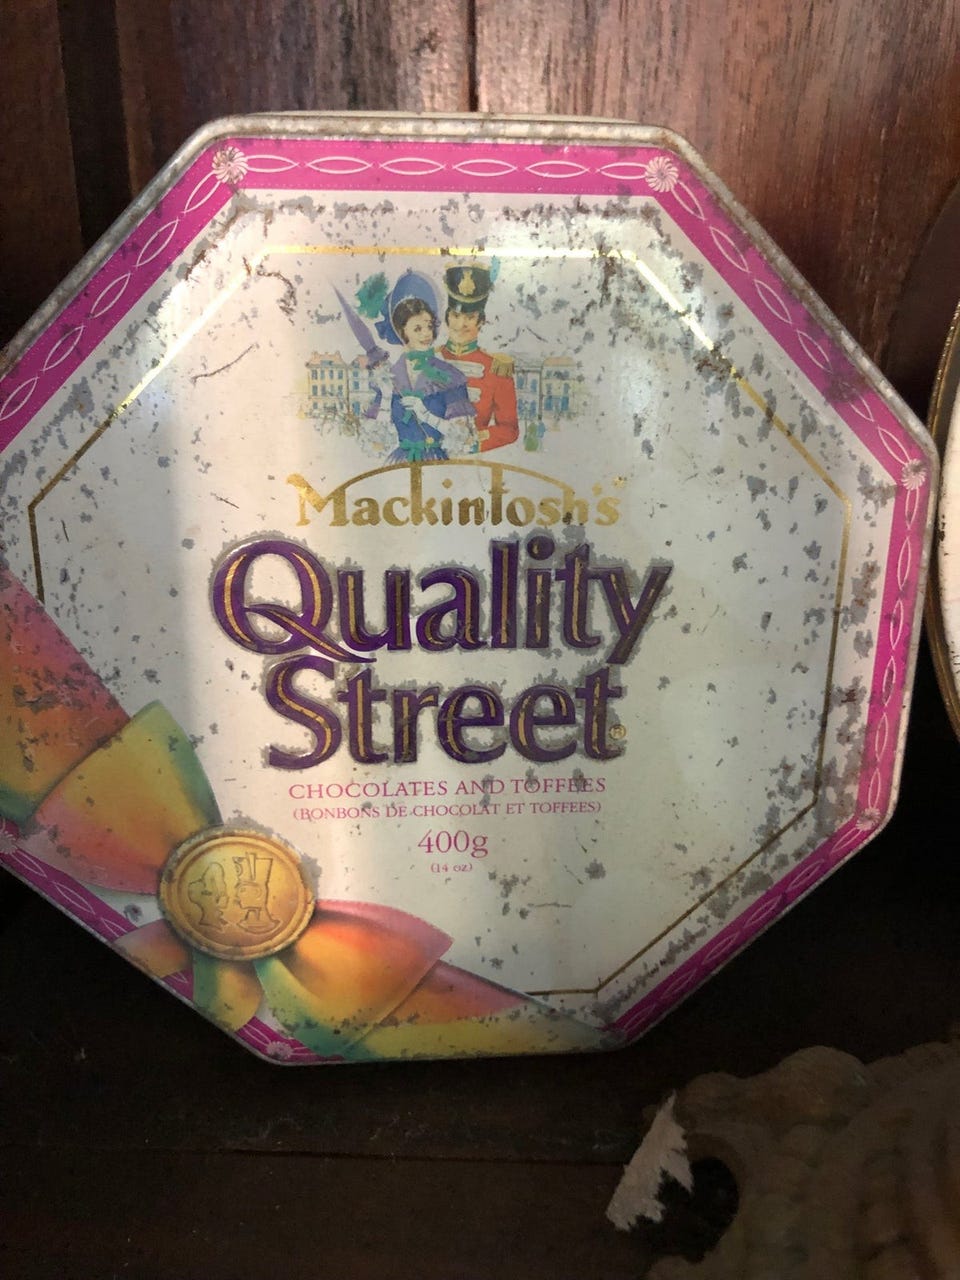 Mackintosh's
Quality
Street®
CHOCOLATES AND TOFFEES
(BONBONS DE CHOCOLAT ET TOFFEES)
400g
(14 oz)